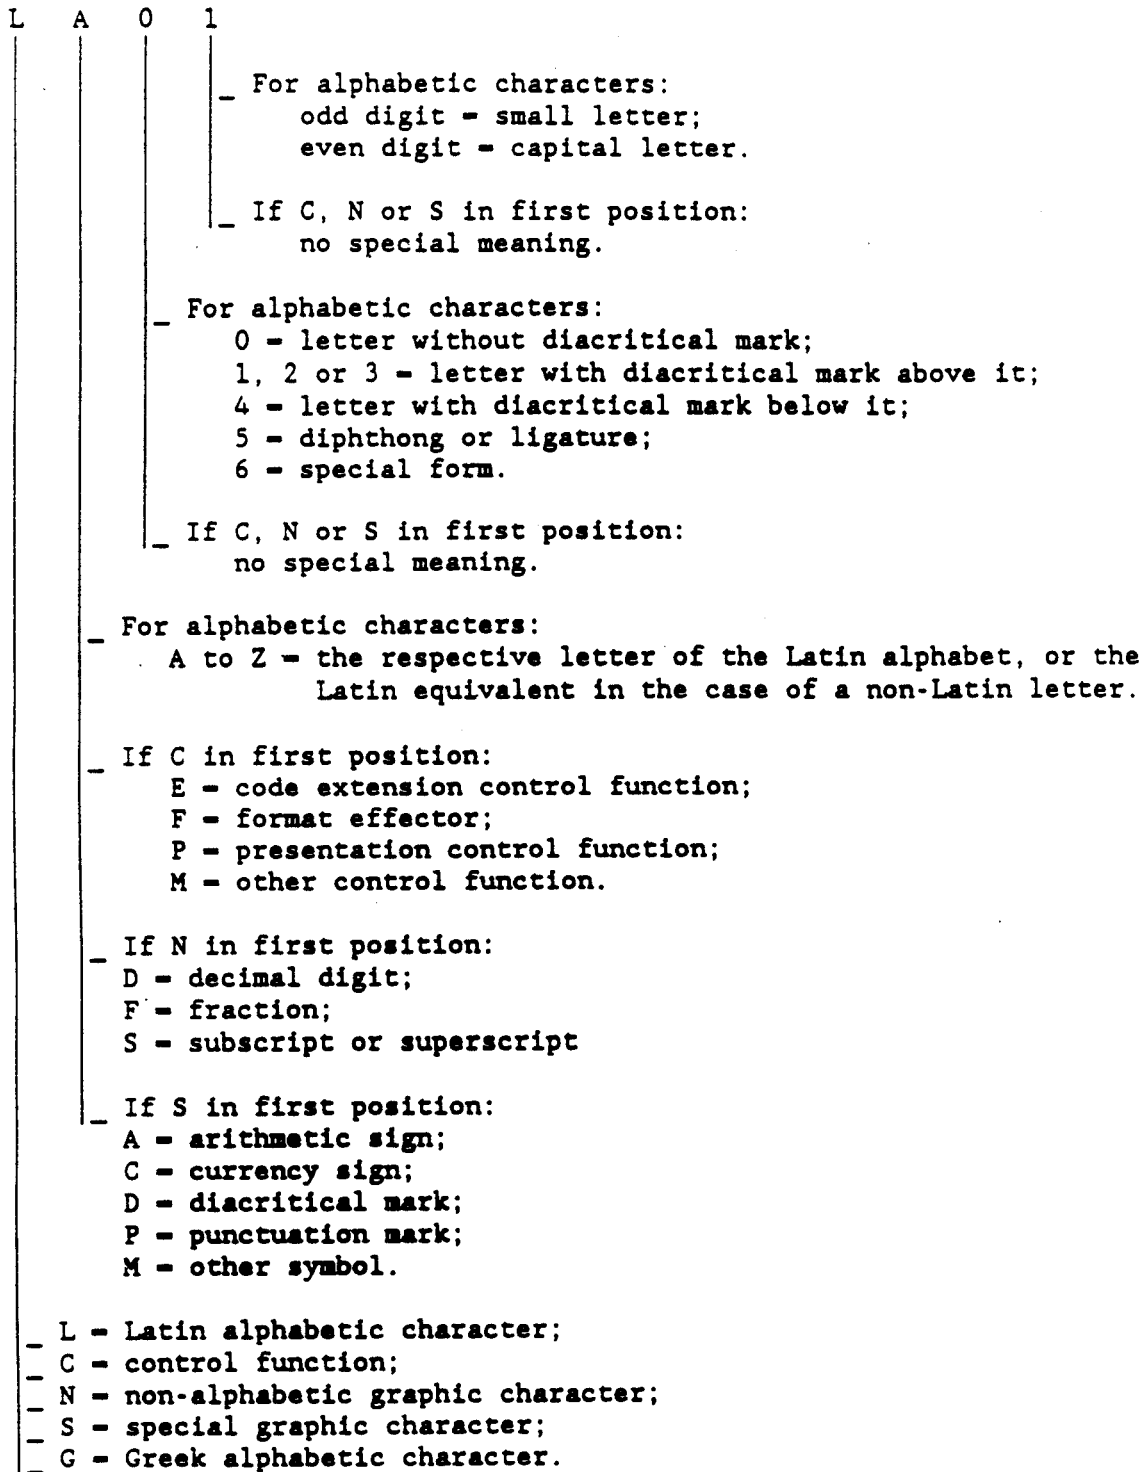 L A 0 1
For alphabetic characters:
odd digit = small letter;
even digit = capital letter.
If C, N or S in first position:
no special meaning.
For alphabetic characters:
0 = letter without diacritical mark;
1, 2 or 3 = letter with diacritical mark above it;
4 = letter with diacritical mark below it;
5 = diphthong or ligature;
6 = special form.
If C, N or S in first position:
no special meaning.
For alphabetic characters:
A to Z = the respective letter of the Latin alphabet, or the
Latin equivalent in the case of a non-Latin letter.
If C in first position:
E = code extension control function;
F = format effector;
P = presentation control function;
M = other control function.
If N in first position:
D = decimal digit;
F = fraction;
S = subscript or superscript
If S in first position:
A = arithmetic sign;
C = currency sign;
D = diacritical mark;
P = punctuation mark;
M = other symbol.
L = Latin alphabetic character;
C = control function;
N = non-alphabetic graphic character;
S = special graphic character;
G = Greek alphabetic character.